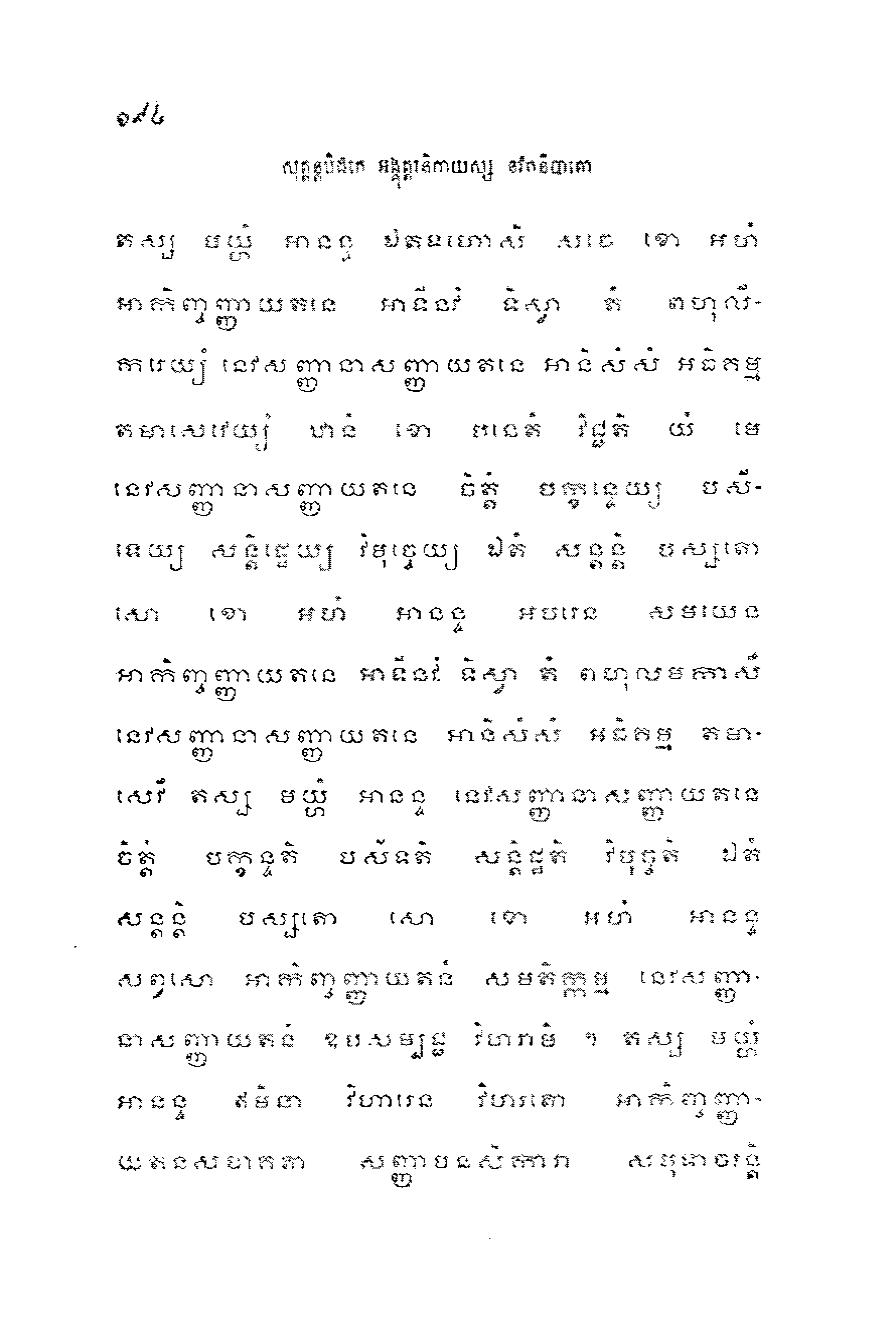 ១៩៤
សុត្តន្តបិដកេ អង្គុត្តរនិកាយស្ស នវកនិបាតោ
តស្ស មយ្ហំ អានន្ទ ឯតទហោសិ សចេ ខោ អហំ
អាកិញ្ចញ្ញាយតនេ អាទីនវំ ទិស្វា តំ ពហុលី-
ករេយ្យំ នេវសញ្ញានាសញ្ញាយតនេ អានិសំសំ អធិគម្ម
តមាសេវេយ្យំ ឋានំ ខោ បនេតំ វិជ្ជតិ យំ មេ
នេវសញ្ញានាសញ្ញាយតនេ ចិត្តំ បក្ខន្ទេយ្យ បសី-
ទេយ្យ សន្តិដ្ឋេយ្យ វិមុច្ចេយ្យ ឯតំ សន្តន្តិ បស្សតោ
សោ ខោ អហំ អានន្ទ អបរេន សមយេន
អាកិញ្ចញ្ញាយតនេ អាទីនវំ ទិស្វា តំ ពហុលមកាសឹ
នេវសញ្ញានាសញ្ញាយតនេ អានិសំសំ អធិគម្ម តមា-
សេវឹ តស្ស មយ្ហំ អានន្ទ នេវសញ្ញានាសញ្ញាយតនេ
ចិត្តំ បក្ខន្ទតិ បសីទតិ សន្តិដ្ឋតិ វិមុច្ចតិ ឯតំ
សន្តន្តិ បស្សតោ សោ ខោ អហំ អានន្ទ
សព្វសោ អាកិញ្ចញ្ញាយតនំ សមតិក្កម្ម នេវសញ្ញា-
នាសញ្ញាយតនំ ឧបសម្បជ្ជ វិហរាមិ ។ តស្ស មយ្ហំ
អានន្ទ ឥមិនា វិហារេន វិហរតោ អាកិញ្ចញ្ញា-
យតនសហគតា សញ្ញាមនសិការា សមុទាចរន្តិ